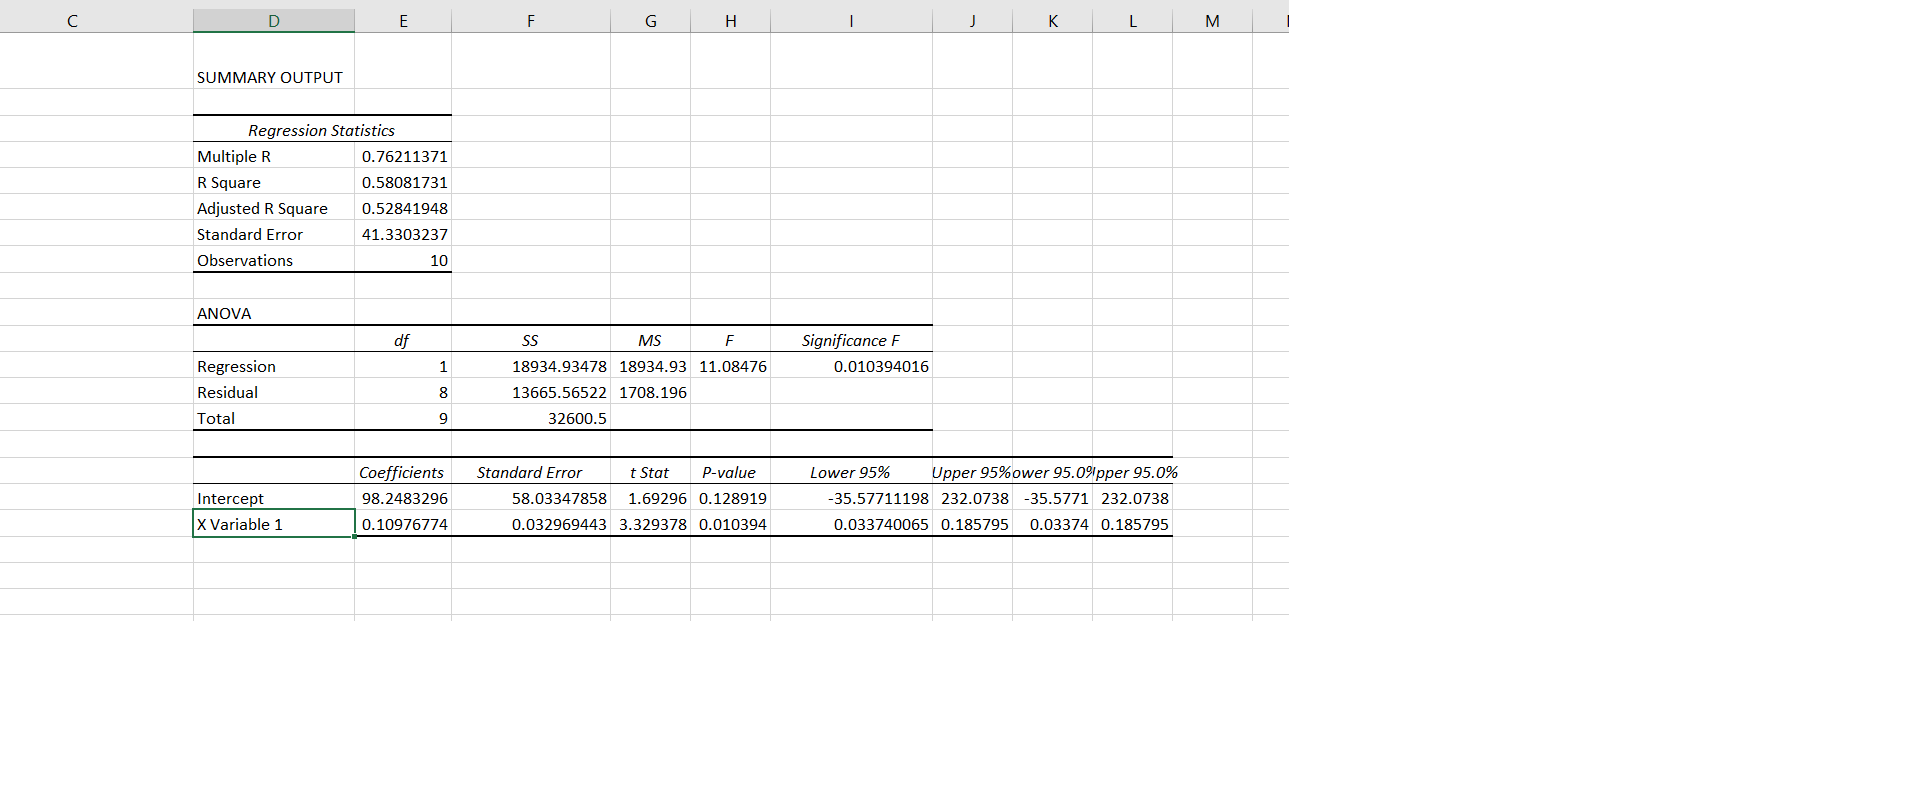 C D E F G H I J K L M
SUMMARY OUTPUT
Regression Statistics
Multiple R 0.76211371
R Square 0.58081731
Adjusted R Square 0.52841948
Standard Error 41.3303237
Observations 10
ANOVA
df SS MS F Significance F
Regression 1 18934.93478 18934.93 11.08476 0.010394016
Residual 8 13665.56522 1708.196
Total 9 32600.5
Coefficients Standard Error t Stat P-value Lower 95% Upper 95% ower 95.0% pper 95.0%
Intercept 98.2483296 58.03347858 1.69296 0.128919 -35.57711198 232.0738 -35.5771 232.0738
X Variable 1 0.10976774 0.032969443 3.329378 0.010394 0.033740065 0.185795 0.03374 0.185795